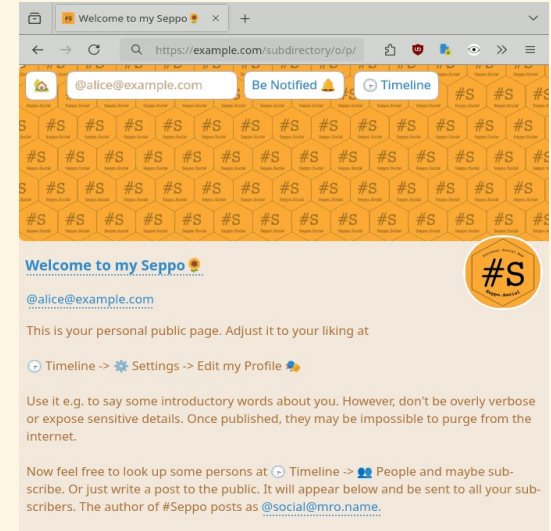 Welcome to my Seppo🌻
https://example.com/subdirectory/o/p/
@alice@example.com
Be Notified 🔔
Timeline
#S
Seppo.Social
Welcome to my Seppo🌻
@alice@example.com
This is your personal public page. Adjust it to your liking at
🕞 Timeline -> ⚙️ Settings -> Edit my Profile 🎭
Use it e.g. to say some introductory words about you. However, don't be overly verbose
or expose sensitive details. Once published, they may be impossible to purge from the
internet.
Now feel free to look up some persons at 🕞 Timeline -> 👥 People and maybe sub-
scribe. Or just write a post to the public. It will appear below and be sent to all your sub-
scribers. The author of #Seppo posts as @social@mro.name.